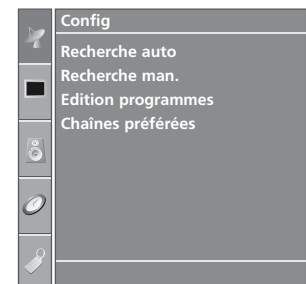 Config
Recherche auto
Recherche man.
Edition programmes
Chaînes préférées